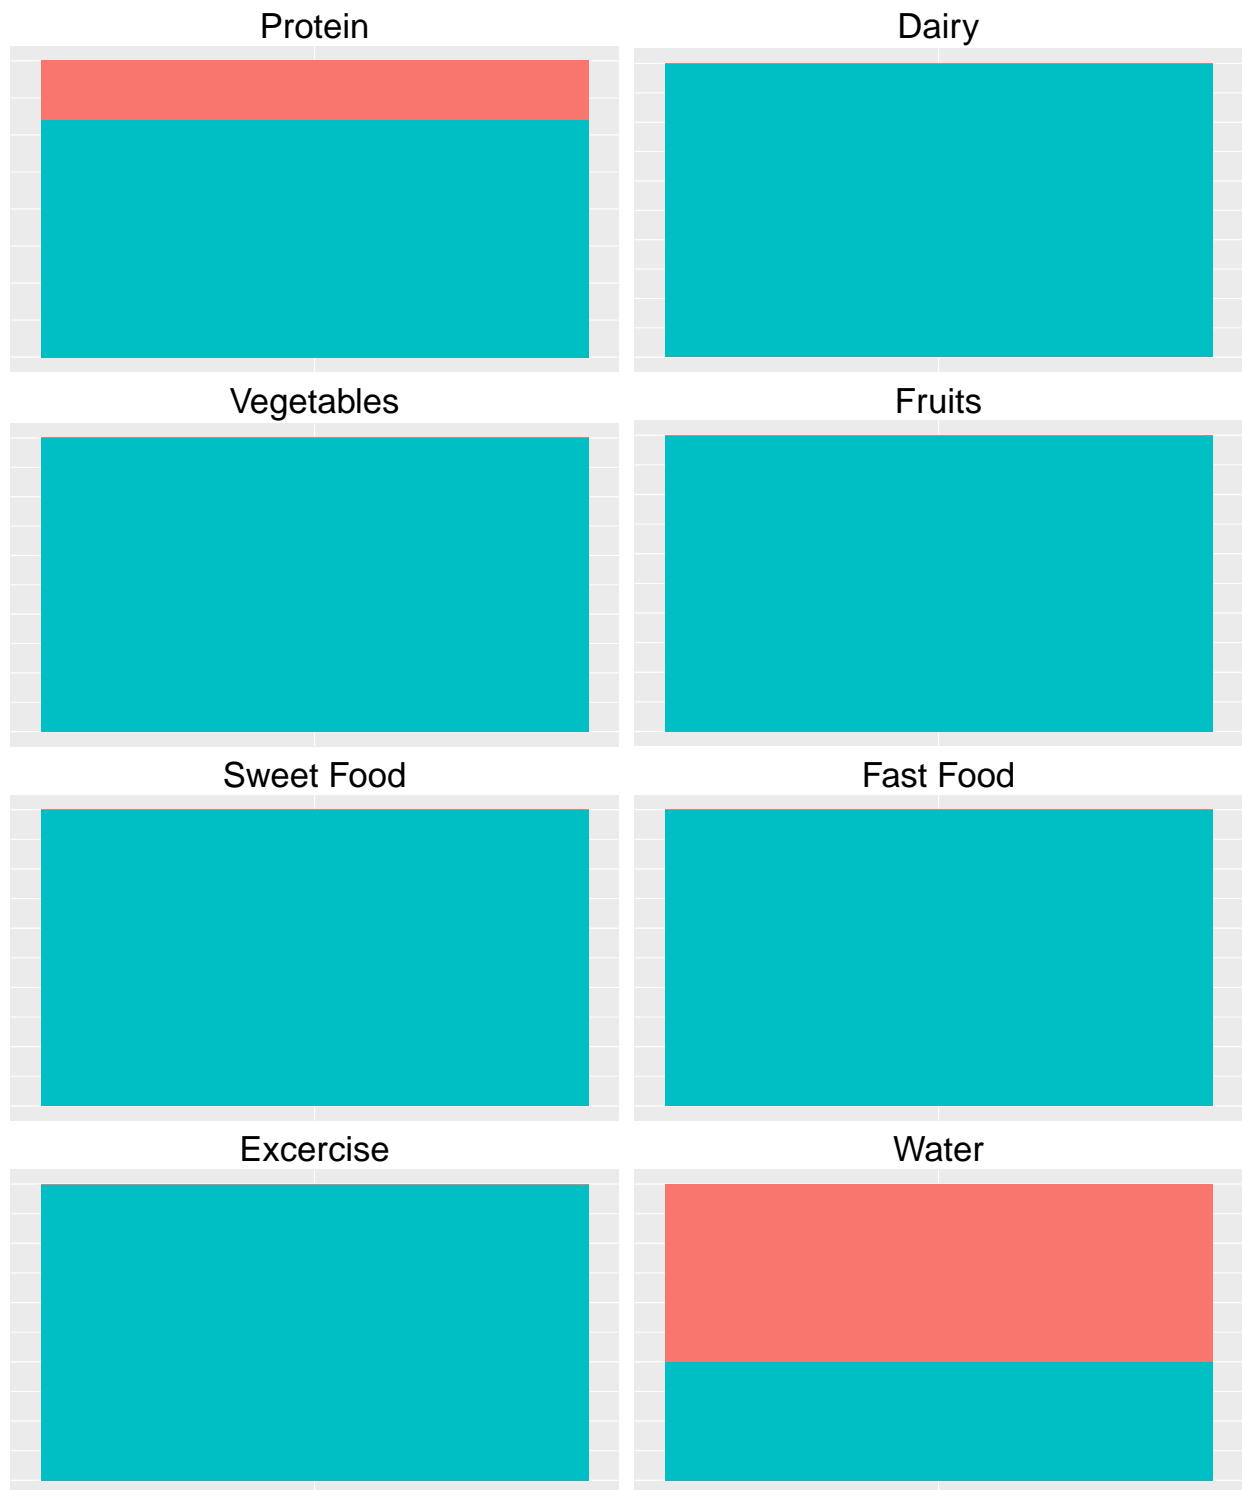 Protein
Dairy
Vegetables
Fruits
Sweet Food
Fast Food
Excercise
Water